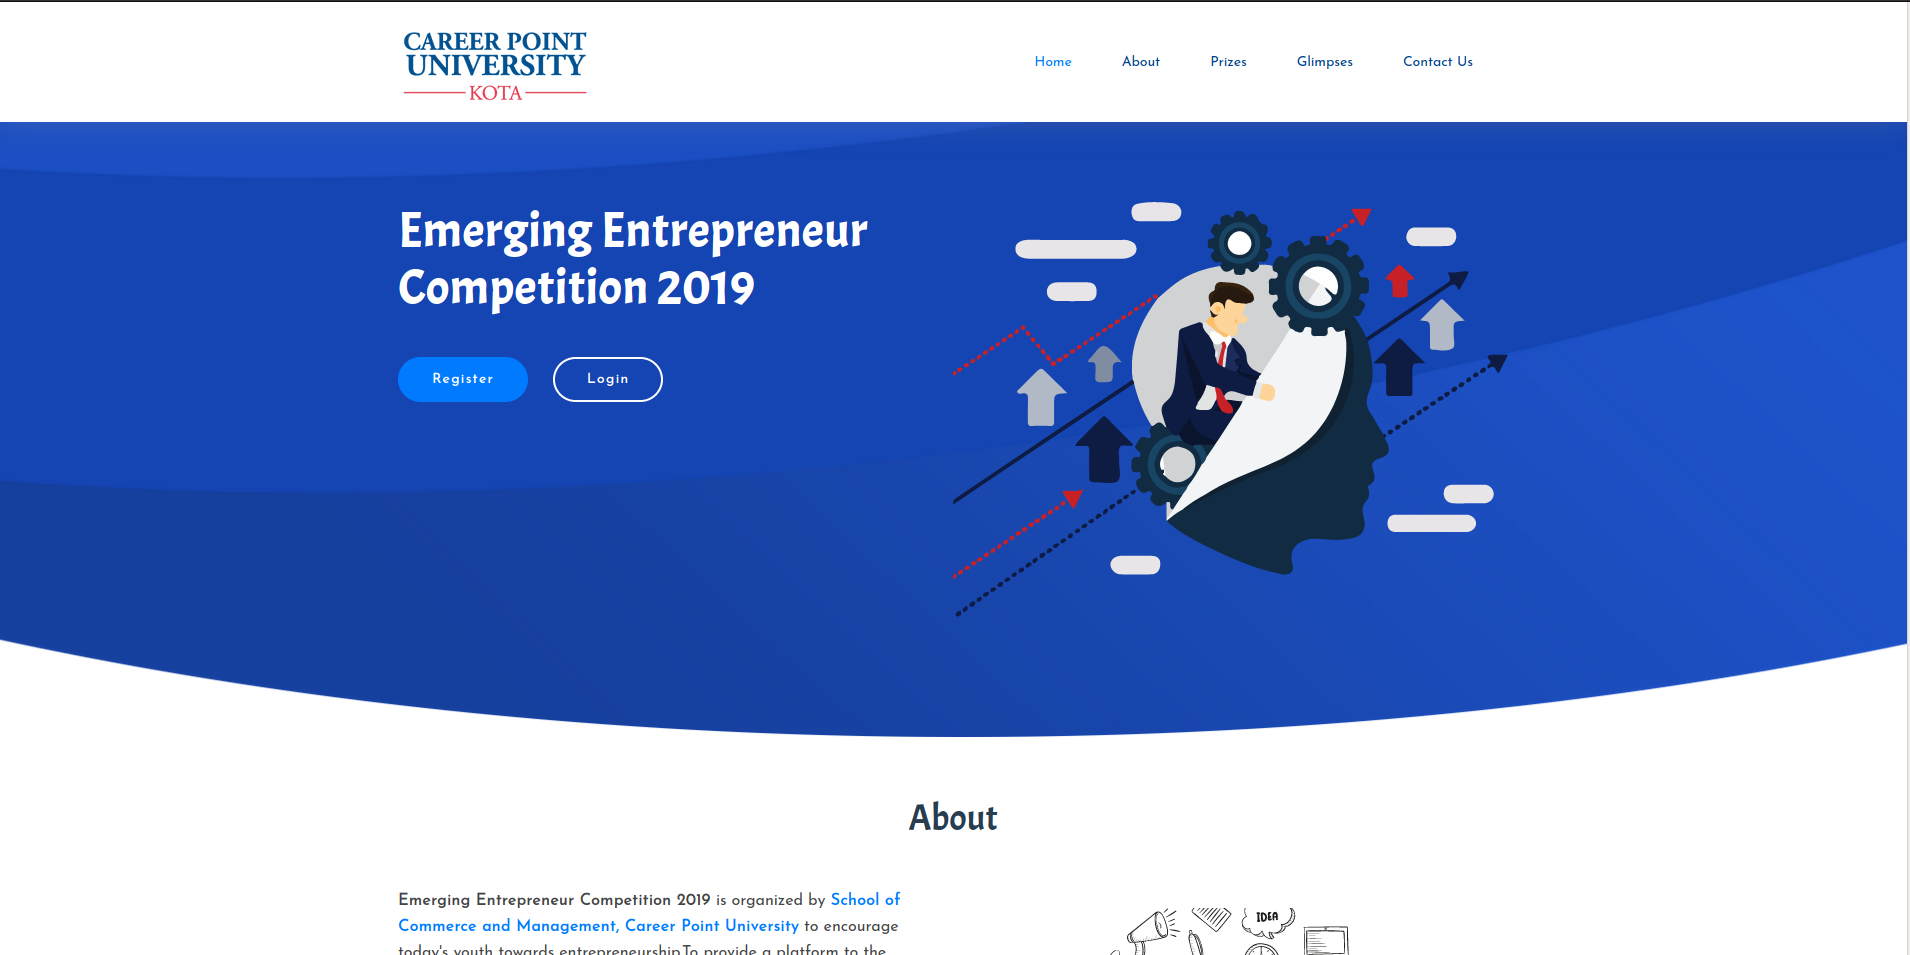 CAREER POINT
UNIVERSITY
KOTA
Home About Prizes Glimpses Contact Us
Emerging Entrepreneur
Competition 2019
Register Login
About
Emerging Entrepreneur Competition 2019 is organized by School of
Commerce and Management, Career Point University to encourage
today's youth towards entrepreneurship.To provide a platform to the
IDEA